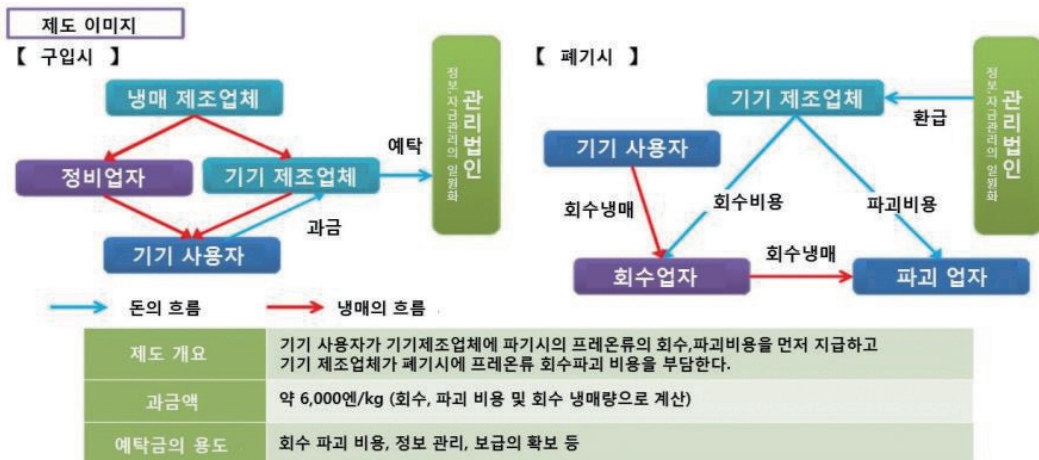 제도 이미지
【 구입시 】
냉매 제조업체
정비업자
기기 제조업체
기기 사용자
과금
예탁
관리법인
정보·자금관리의 일원화
【 폐기시 】
기기 제조업체
환급
기기 사용자
회수냉매
회수비용
파괴비용
회수냉매
회수업자
파괴 업자
관리법인
정보·자금관리의 일원화
돈의 흐름
냉매의 흐름
제도 개요
기기 사용자가 기기제조업체에 파기시의 프레온류의 회수,파괴비용을 먼저 지급하고
기기 제조업체가 폐기시에 프레온류 회수파괴 비용을 부담한다.
과금액
약 6,000엔/kg (회수, 파괴 비용 및 회수 냉매량으로 계산)
예탁금의 용도
회수 파괴 비용, 정보 관리, 보급의 확보 등